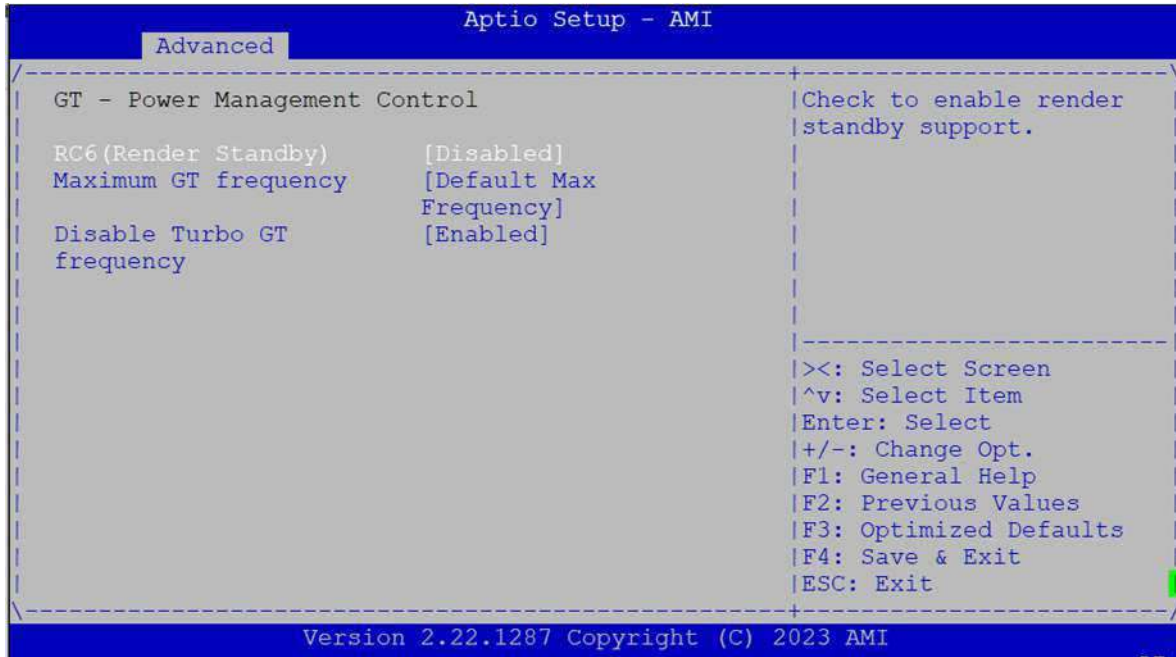 Aptio Setup - AMI
Advanced
GT - Power Management Control
RC6(Render Standby) [Disabled]
Maximum GT frequency [Default Max
Frequency]
Disable Turbo GT [Enabled]
frequency
Check to enable render
standby support.
><: Select Screen
^v: Select Item
Enter: Select
+/-: Change Opt.
F1: General Help
F2: Previous Values
F3: Optimized Defaults
F4: Save & Exit
ESC: Exit
Version 2.22.1287 Copyright (C) 2023 AMI